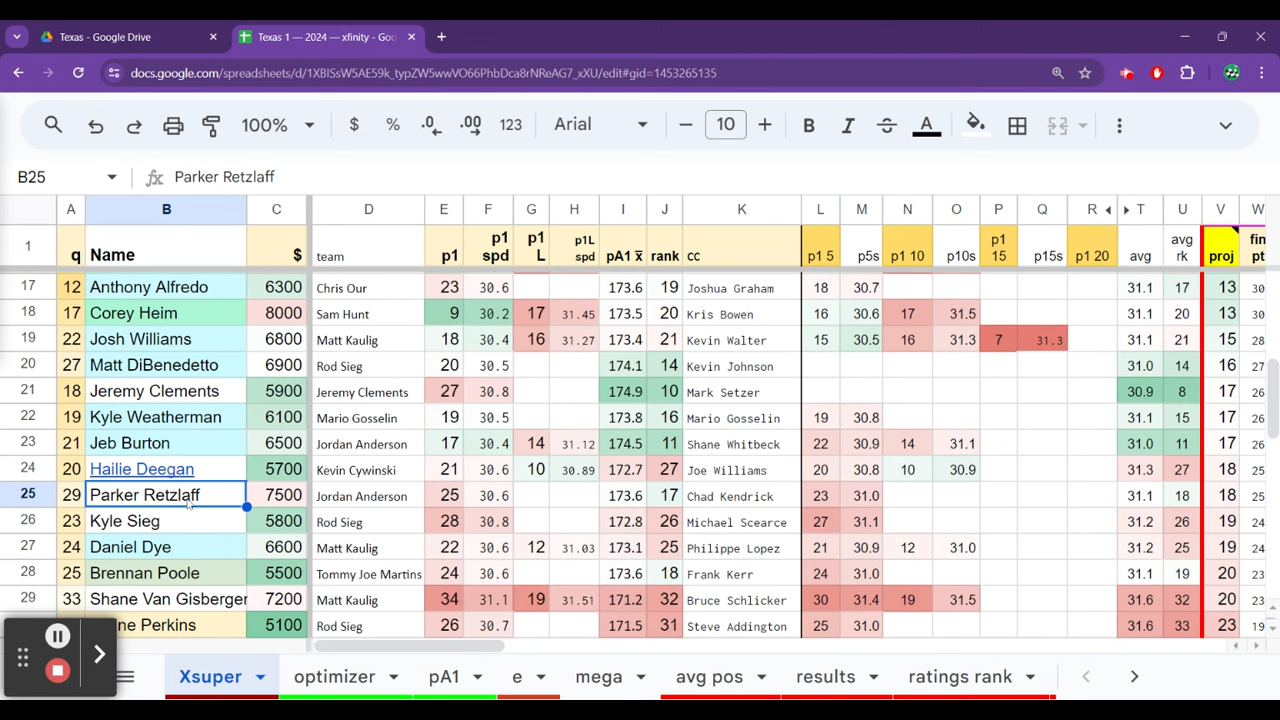 Texas - Google Drive
Texas 1 — 2024 — xfinity - Goo
docs.google.com/spreadsheets/d/1XBISsW5AE59k_typZW5wwVO66PhbDca8rNReAG7_xXU/edit#gid=1453265135
100% $ % .0 .00 123 Arial 10 B I A
B25 fx Parker Retzlaff
A B C D E F G H I J K L M N O P Q R T U V W
1 q Name $ team p1 p1 spd p1 L p1L spd pA1 x̅ rank cc p1 5 p5s p1 10 p10s p1 15 p15s p1 20 avg avg rk proj fin pt
17 12 Anthony Alfredo 6300 Chris Our 23 30.6 173.6 19 Joshua Graham 18 30.7 31.1 17 13 30
18 17 Corey Heim 8000 Sam Hunt 9 30.2 17 31.45 173.5 20 Kris Bowen 16 30.6 17 31.5 31.1 20 13 30
19 22 Josh Williams 6800 Matt Kaulig 18 30.4 16 31.27 173.4 21 Kevin Walter 15 30.5 16 31.3 7 31.3 31.1 21 15 28
20 27 Matt DiBenedetto 6900 Rod Sieg 20 30.5 174.1 14 Kevin Johnson 31.0 14 16 27
21 18 Jeremy Clements 5900 Jeremy Clements 27 30.8 174.9 10 Mark Setzer 30.9 8 17 26
22 19 Kyle Weatherman 6100 Mario Gosselin 19 30.5 173.8 16 Mario Gosselin 19 30.8 31.1 15 17 26
23 21 Jeb Burton 6500 Jordan Anderson 17 30.4 14 31.12 174.5 11 Shane Whitbeck 22 30.9 14 31.1 31.0 11 17 26
24 20 Hailie Deegan 5700 Kevin Cywinski 21 30.6 10 30.89 172.7 27 Joe Williams 20 30.8 10 30.9 31.3 27 18 25
25 29 Parker Retzlaff 7500 Jordan Anderson 25 30.6 173.6 17 Chad Kendrick 23 31.0 31.1 18 18 25
26 23 Kyle Sieg 5800 Rod Sieg 28 30.8 172.8 26 Michael Scearce 27 31.1 31.2 26 19 24
27 24 Daniel Dye 6600 Matt Kaulig 22 30.6 12 31.03 173.1 25 Philippe Lopez 21 30.9 12 31.0 31.2 25 19 24
28 25 Brennan Poole 5500 Tommy Joe Martins 24 30.6 173.6 18 Frank Kerr 24 31.0 31.1 19 20 23
29 33 Shane Van Gisberger 7200 Matt Kaulig 34 31.1 19 31.51 171.2 32 Bruce Schlicker 30 31.4 19 31.5 31.6 32 20 23
ne Perkins 5100 Rod Sieg 26 30.7 171.5 31 Steve Addington 25 31.0 31.6 33 23 19
Xsuper optimizer pA1 e mega avg pos results ratings rank